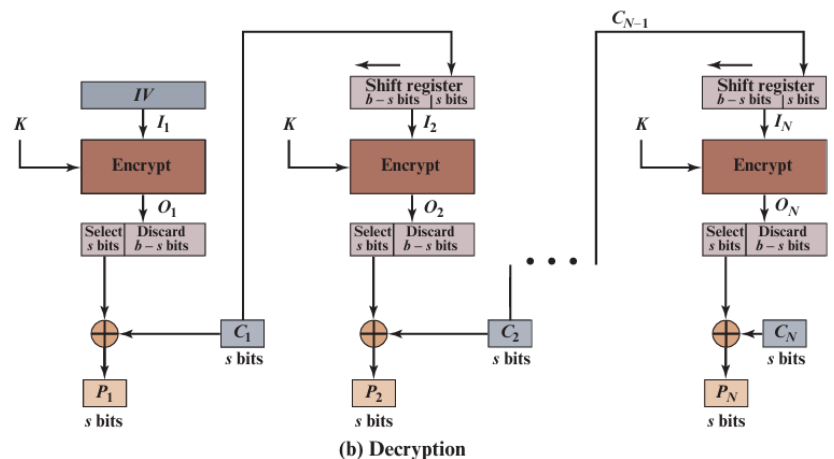 C_{N–1}
IV
I_1
K
Encrypt
O_1
Select s bits
Discard b – s bits
C_1
s bits
P_1
s bits
Shift register
b – s bits | s bits
I_2
K
Encrypt
O_2
Select s bits
Discard b – s bits
C_2
s bits
P_2
s bits
• • •
Shift register
b – s bits | s bits
I_N
K
Encrypt
O_N
Select s bits
Discard b – s bits
C_N
s bits
P_N
s bits
(b) Decryption